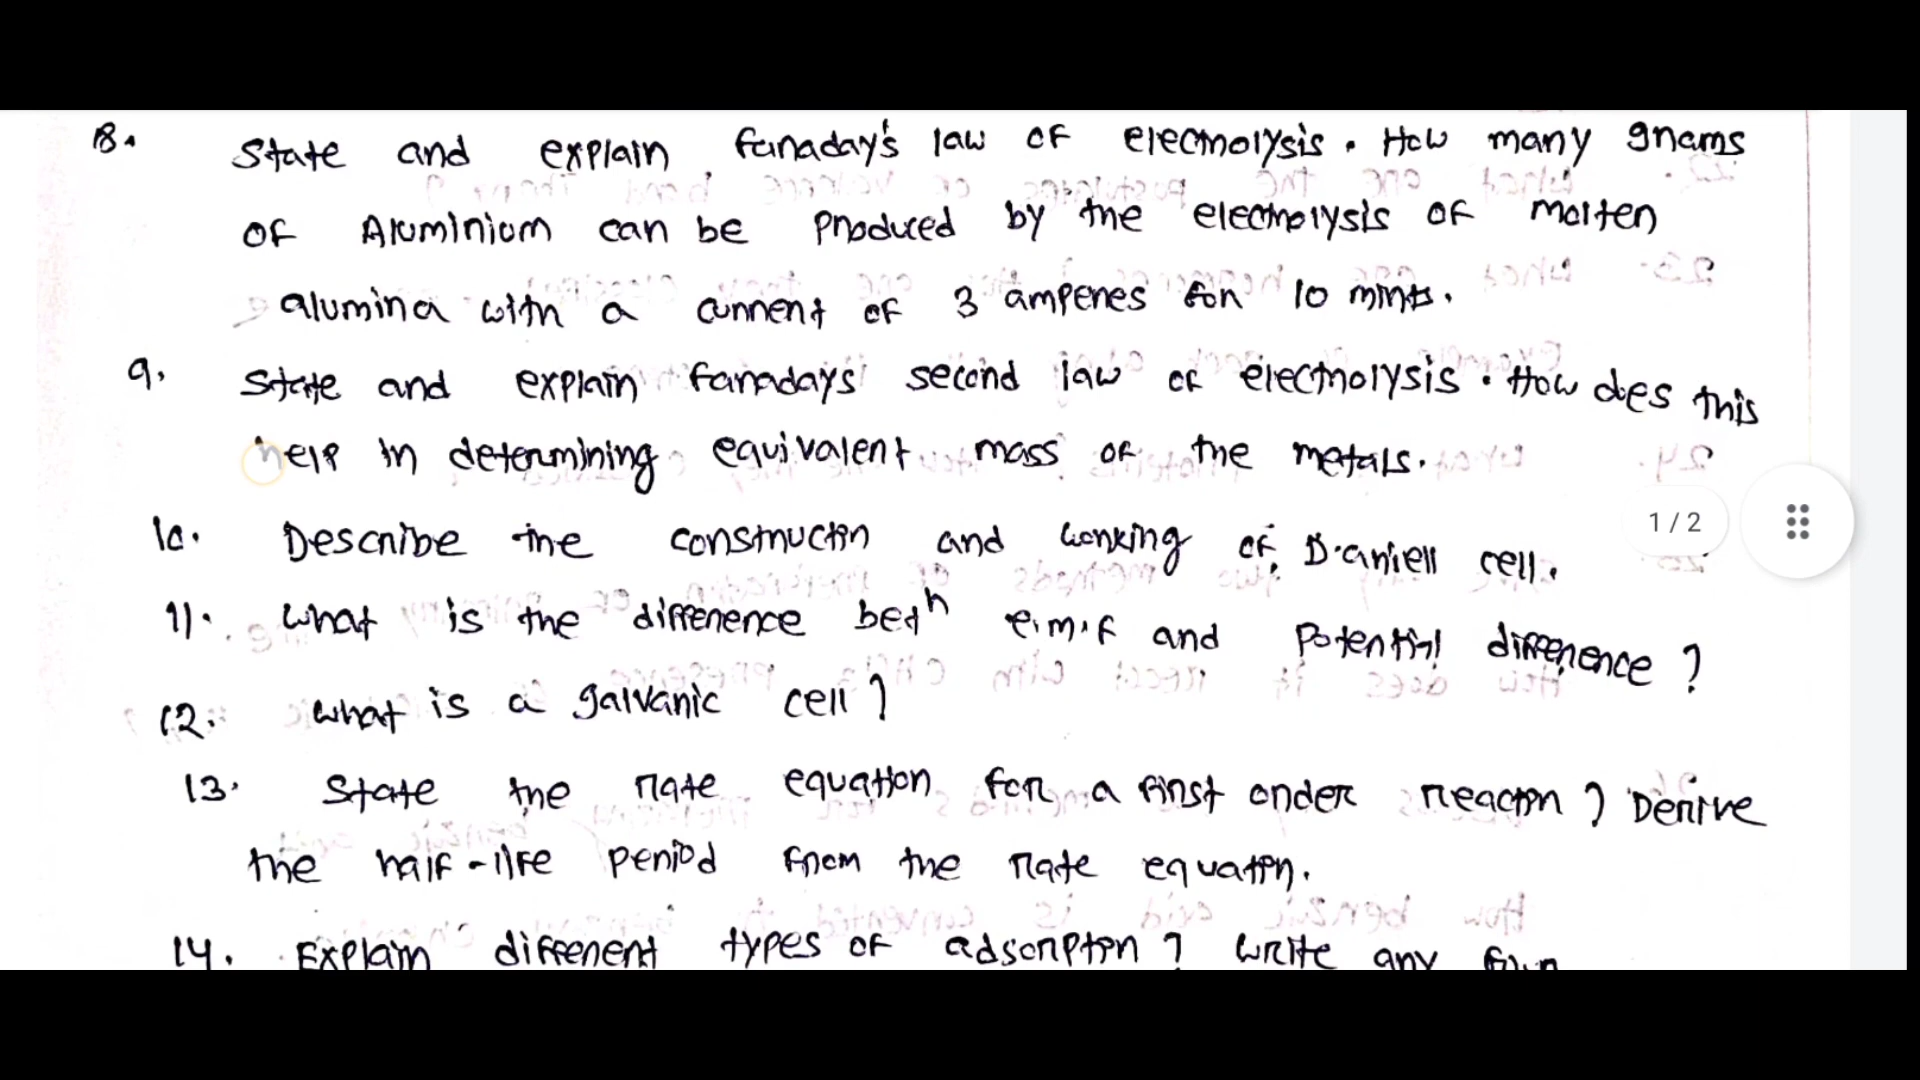 8. State and explain faraday's law of electrolysis. How many grams
of Aluminium can be produced by the electrolysis of molten
alumina with a current of 3 amperes for 10 mints.
9. State and explain faradays second law of electrolysis. How does this
help in determining equivalent mass of the metals.
10. Describe the construction and working of Daniell cell.
11. What is the difference betn e.m.f and potential difference ?
12. What is a galvanic cell ?
13. State the rate equation for a first order reaction ? Derive
the half-life period from the rate equation.
14. Explain different types of adsorption ? Write any four
1 / 2